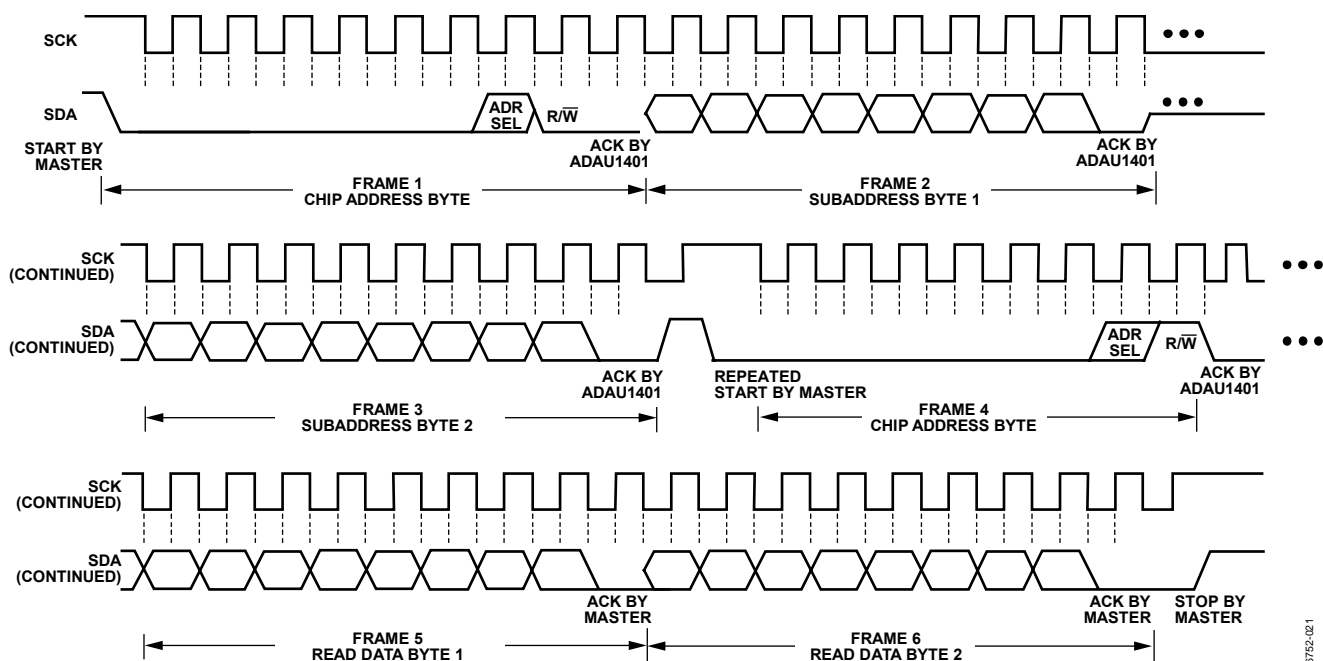 SCK
SDA
ADR
SEL
R/W̅
START BY
MASTER
ACK BY
ADAU1401
ACK BY
ADAU1401
FRAME 1
CHIP ADDRESS BYTE
FRAME 2
SUBADDRESS BYTE 1
SCK
(CONTINUED)
SDA
(CONTINUED)
ADR
SEL
R/W̅
ACK BY
ADAU1401
REPEATED
START BY MASTER
ACK BY
ADAU1401
FRAME 3
SUBADDRESS BYTE 2
FRAME 4
CHIP ADDRESS BYTE
SCK
(CONTINUED)
SDA
(CONTINUED)
ACK BY
MASTER
ACK BY
MASTER
STOP BY
MASTER
FRAME 5
READ DATA BYTE 1
FRAME 6
READ DATA BYTE 2